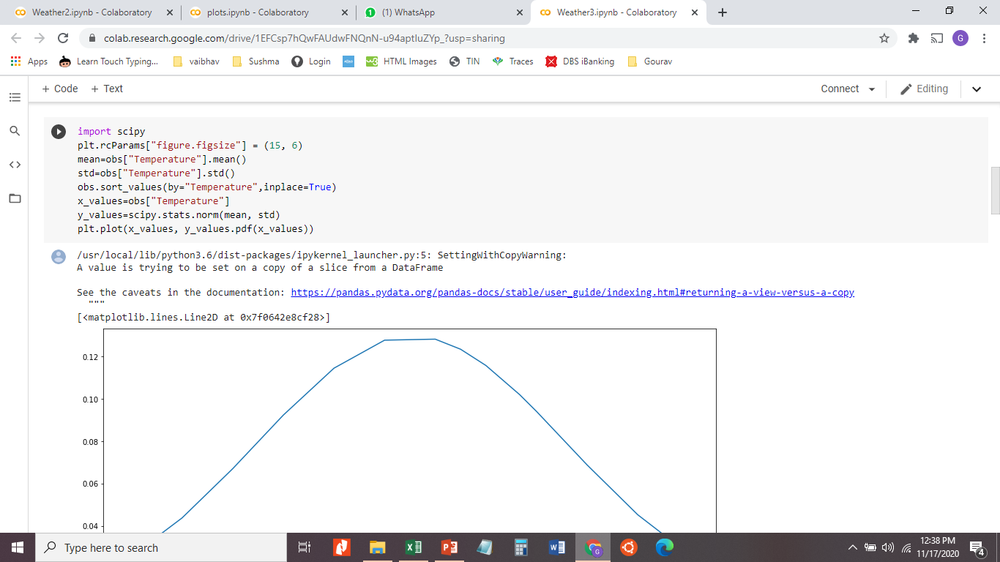 Weather2.ipynb - Colaboratory
plots.ipynb - Colaboratory
1
(1) WhatsApp
Weather3.ipynb - Colaboratory
colab.research.google.com/drive/1EFCsp7hQwFAUdwFNQnN-u94aptIuZYp_?usp=sharing
G
Apps
Learn Touch Typing...
vaibhav
Sushma
Login
HTML Images
TIN
Traces
DBS iBanking
Gourav
+ Code
+ Text
Connect
Editing
import scipy
plt.rcParams["figure.figsize"] = (15, 6)
mean=obs["Temperature"].mean()
std=obs["Temperature"].std()
obs.sort_values(by="Temperature",inplace=True)
x_values=obs["Temperature"]
y_values=scipy.stats.norm(mean, std)
plt.plot(x_values, y_values.pdf(x_values))
/usr/local/lib/python3.6/dist-packages/ipykernel_launcher.py:5: SettingWithCopyWarning:
A value is trying to be set on a copy of a slice from a DataFrame
See the caveats in the documentation: https://pandas.pydata.org/pandas-docs/stable/user_guide/indexing.html#returning-a-view-versus-a-copy
"""
[<matplotlib.lines.Line2D at 0x7f0642e8cf28>]
0.12
0.10
0.08
0.06
0.04
Type here to search
12:38 PM
11/17/2020
4